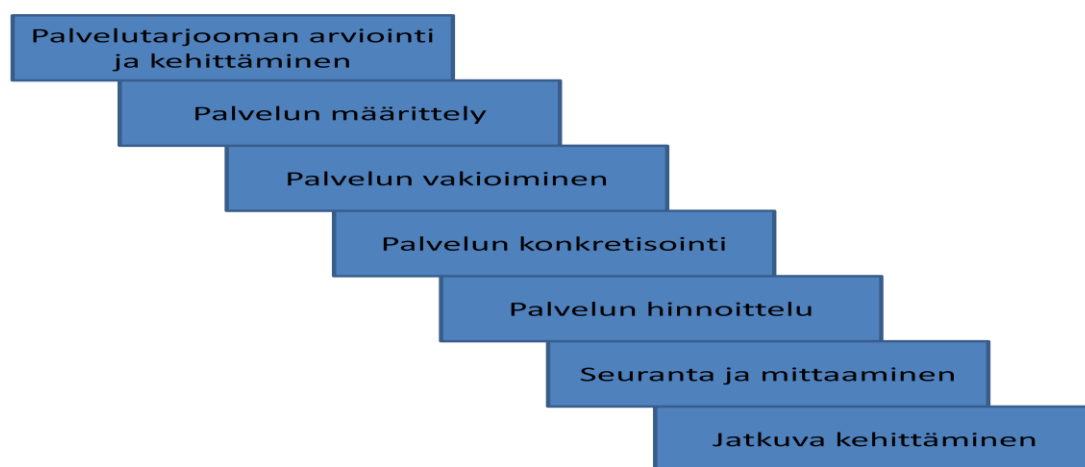 Palvelutarjooman arviointi
ja kehittäminen
Palvelun määrittely
Palvelun vakioiminen
Palvelun konkretisointi
Palvelun hinnoittelu
Seuranta ja mittaaminen
Jatkuva kehittäminen